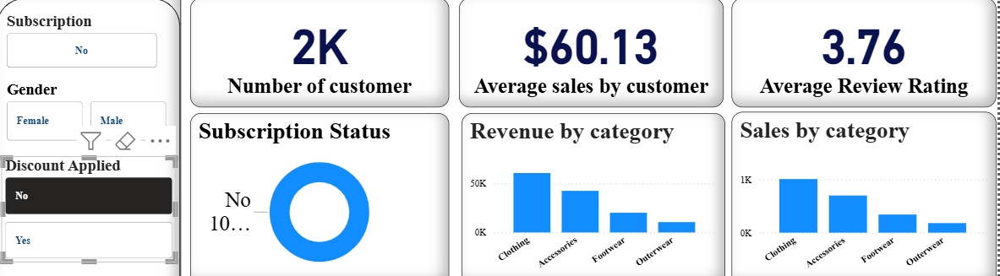 Subscription
No
Gender
Female
Male
Discount Applied
No
Yes
2K
Number of customer
$60.13
Average sales by customer
3.76
Average Review Rating
Subscription Status
No
10...
Revenue by category
50K
0K
Clothing
Accessories
Footwear
Outerwear
Sales by category
1K
0K
Clothing
Accessories
Footwear
Outerwear